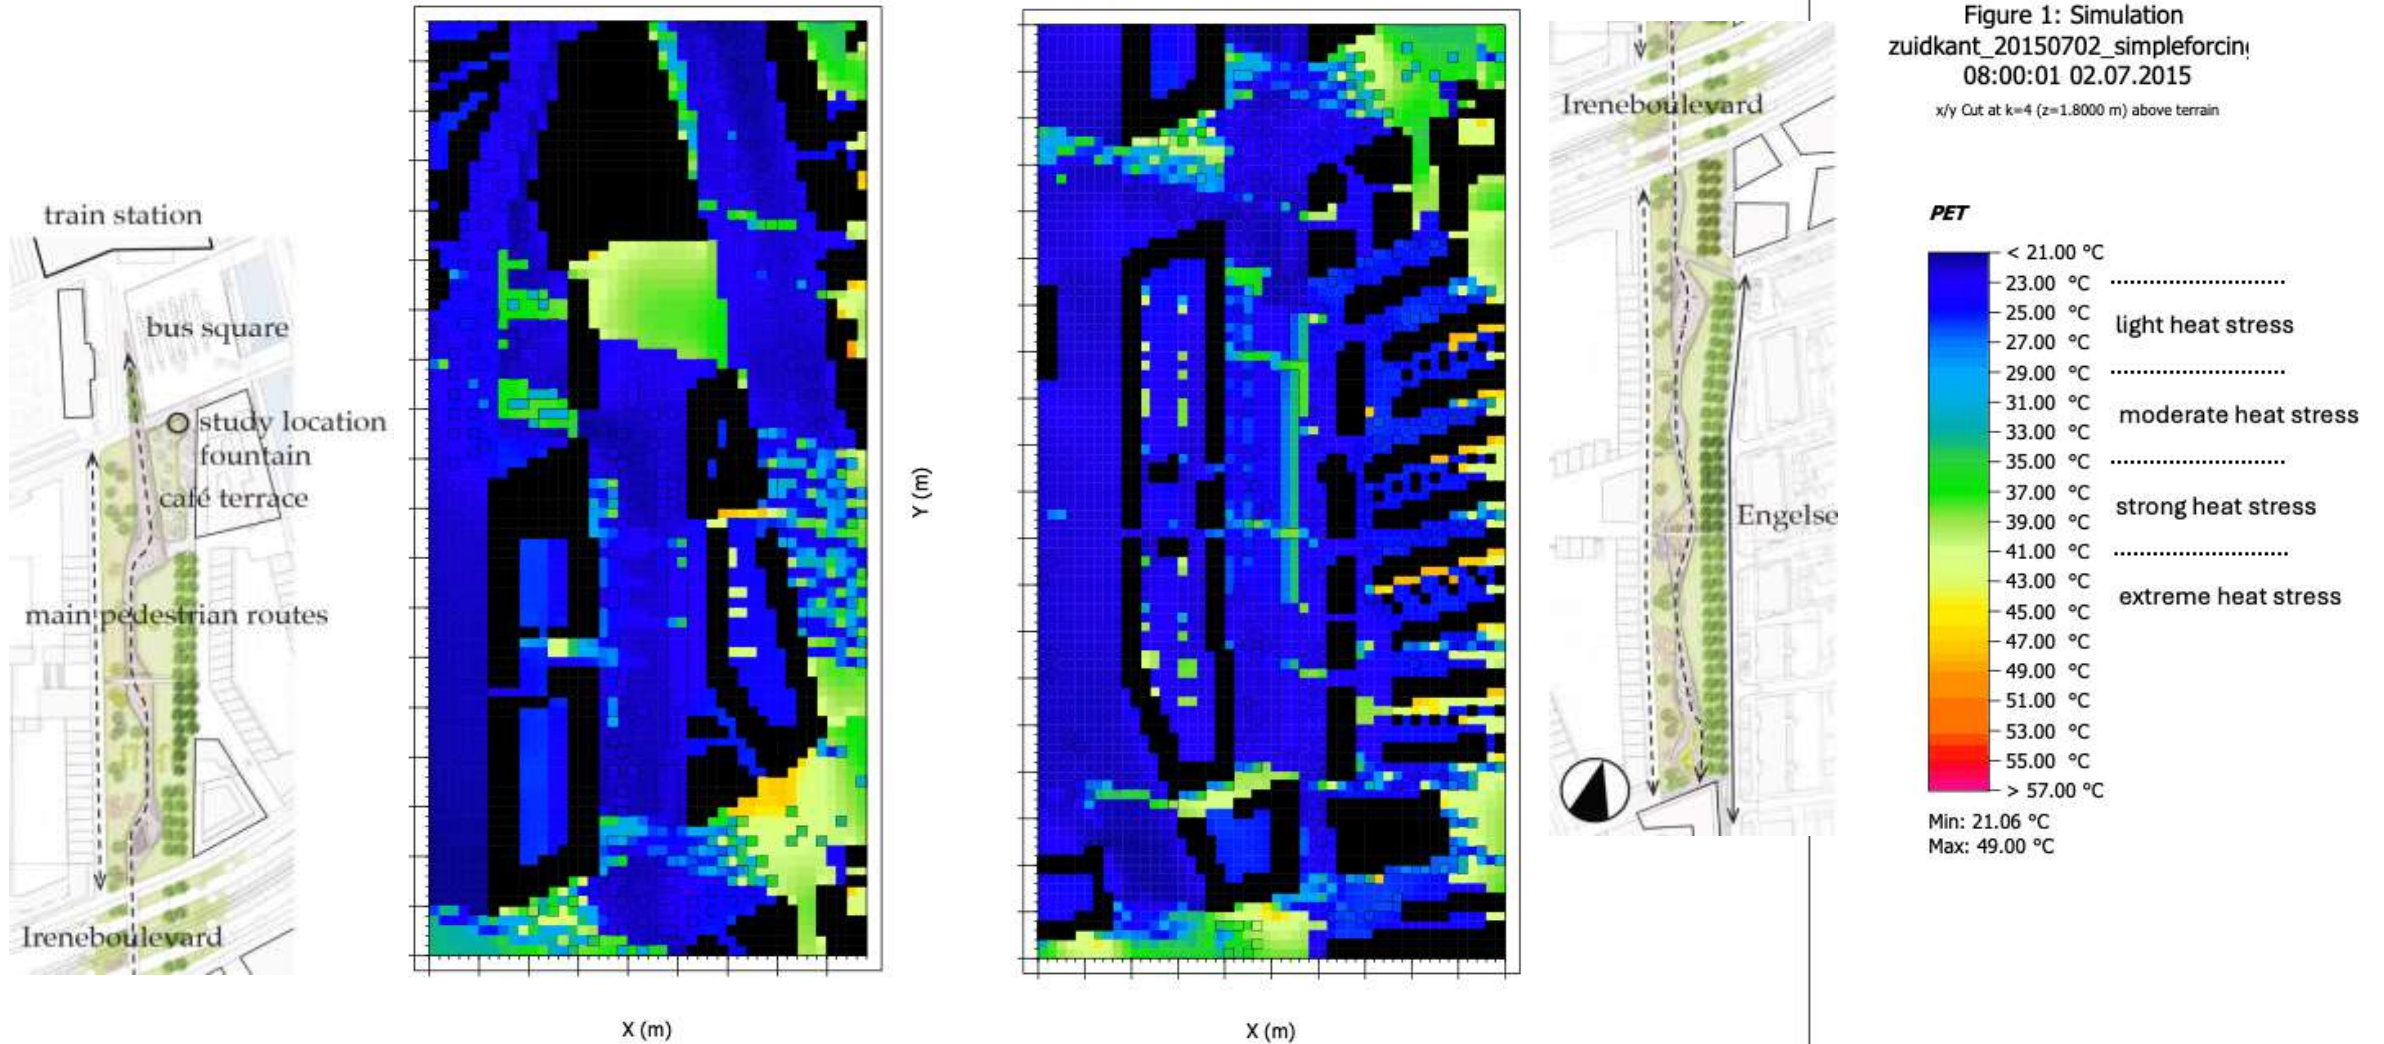 train station
bus square
study location
fountain
café terrace
main pedestrian routes
Ireneboulevard
X (m)
Y (m)
X (m)
Ireneboulevard
Engelse
Figure 1: Simulation
zuidkant_20150702_simpleforcing
08:00:01 02.07.2015
x/y Cut at k=4 (z=1.8000 m) above terrain
PET
< 21.00 °C
23.00 °C
25.00 °C
light heat stress
27.00 °C
29.00 °C
31.00 °C
moderate heat stress
33.00 °C
35.00 °C
37.00 °C
strong heat stress
39.00 °C
41.00 °C
43.00 °C
extreme heat stress
45.00 °C
47.00 °C
49.00 °C
51.00 °C
53.00 °C
55.00 °C
> 57.00 °C
Min: 21.06 °C
Max: 49.00 °C